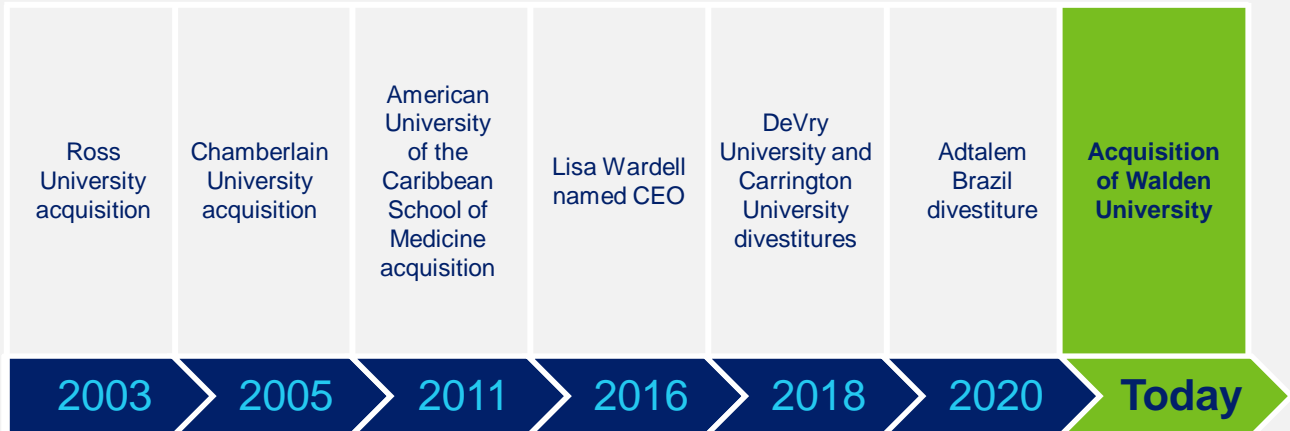 Ross
University
acquisition
Chamberlain
University
acquisition
American
University
of the
Caribbean
School of
Medicine
acquisition
Lisa Wardell
named CEO
DeVry
University and
Carrington
University
divestitures
Adtalem
Brazil
divestiture
Acquisition
of Walden
University
2003
2005
2011
2016
2018
2020
Today